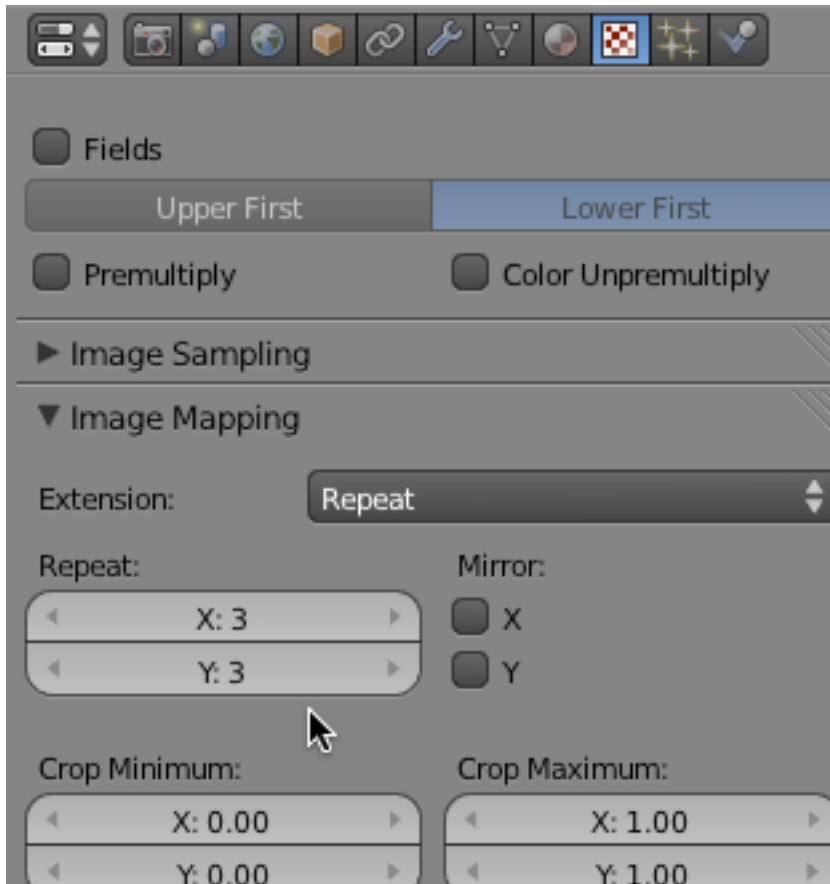 Fields
Upper First Lower First
Premultiply Color Unpremultiply
Image Sampling
Image Mapping
Extension: Repeat
Repeat: Mirror:
X: 3 X
Y: 3 Y
Crop Minimum: Crop Maximum:
X: 0.00 X: 1.00
Y: 0.00 Y: 1.00